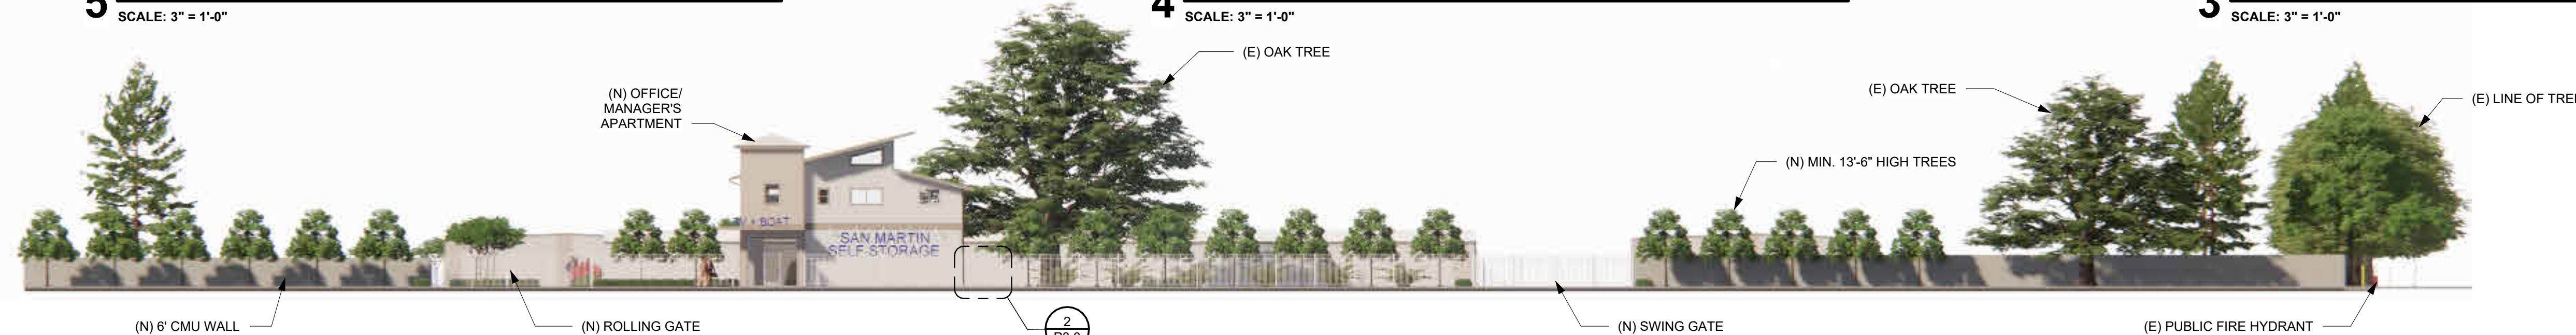 5
SCALE: 3" = 1'-0"
4
SCALE: 3" = 1'-0"
3
SCALE: 3" = 1'-0"
(E) OAK TREE
(N) OFFICE/
MANAGER'S
APARTMENT
(E) OAK TREE
(E) LINE OF
(N) MIN. 13'-6" HIGH TREES
+ BOAT
SAN MARTIN
SELF STORAGE
(N) 6' CMU WALL
(N) ROLLING GATE
2
(N) SWING GATE
(E) PUBLIC FIRE HYDRANT